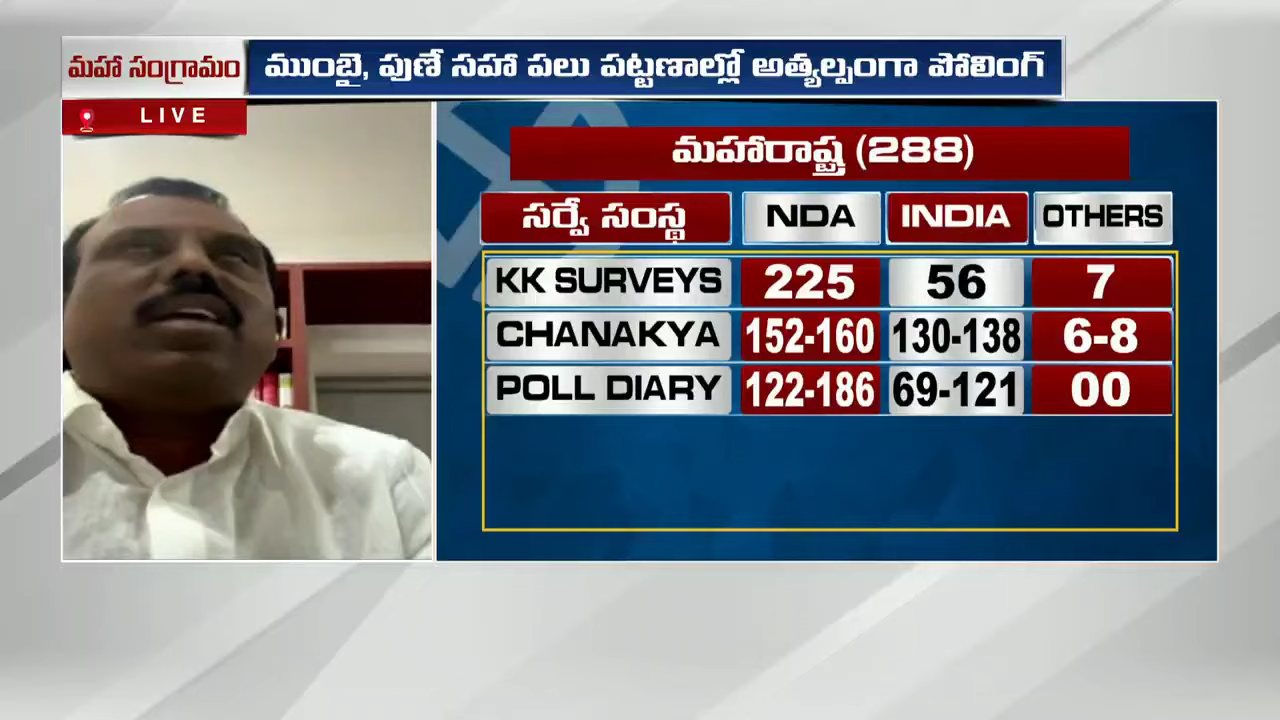 మహా సంగ్రామం
ముంబై, పుణే సహా పలు పట్టణాల్లో అత్యల్పంగా పోలింగ్
LIVE
మహారాష్ట్ర (288)
సర్వే సంస్థ NDA INDIA OTHERS
KK SURVEYS 225 56 7
CHANAKYA 152-160 130-138 6-8
POLL DIARY 122-186 69-121 00